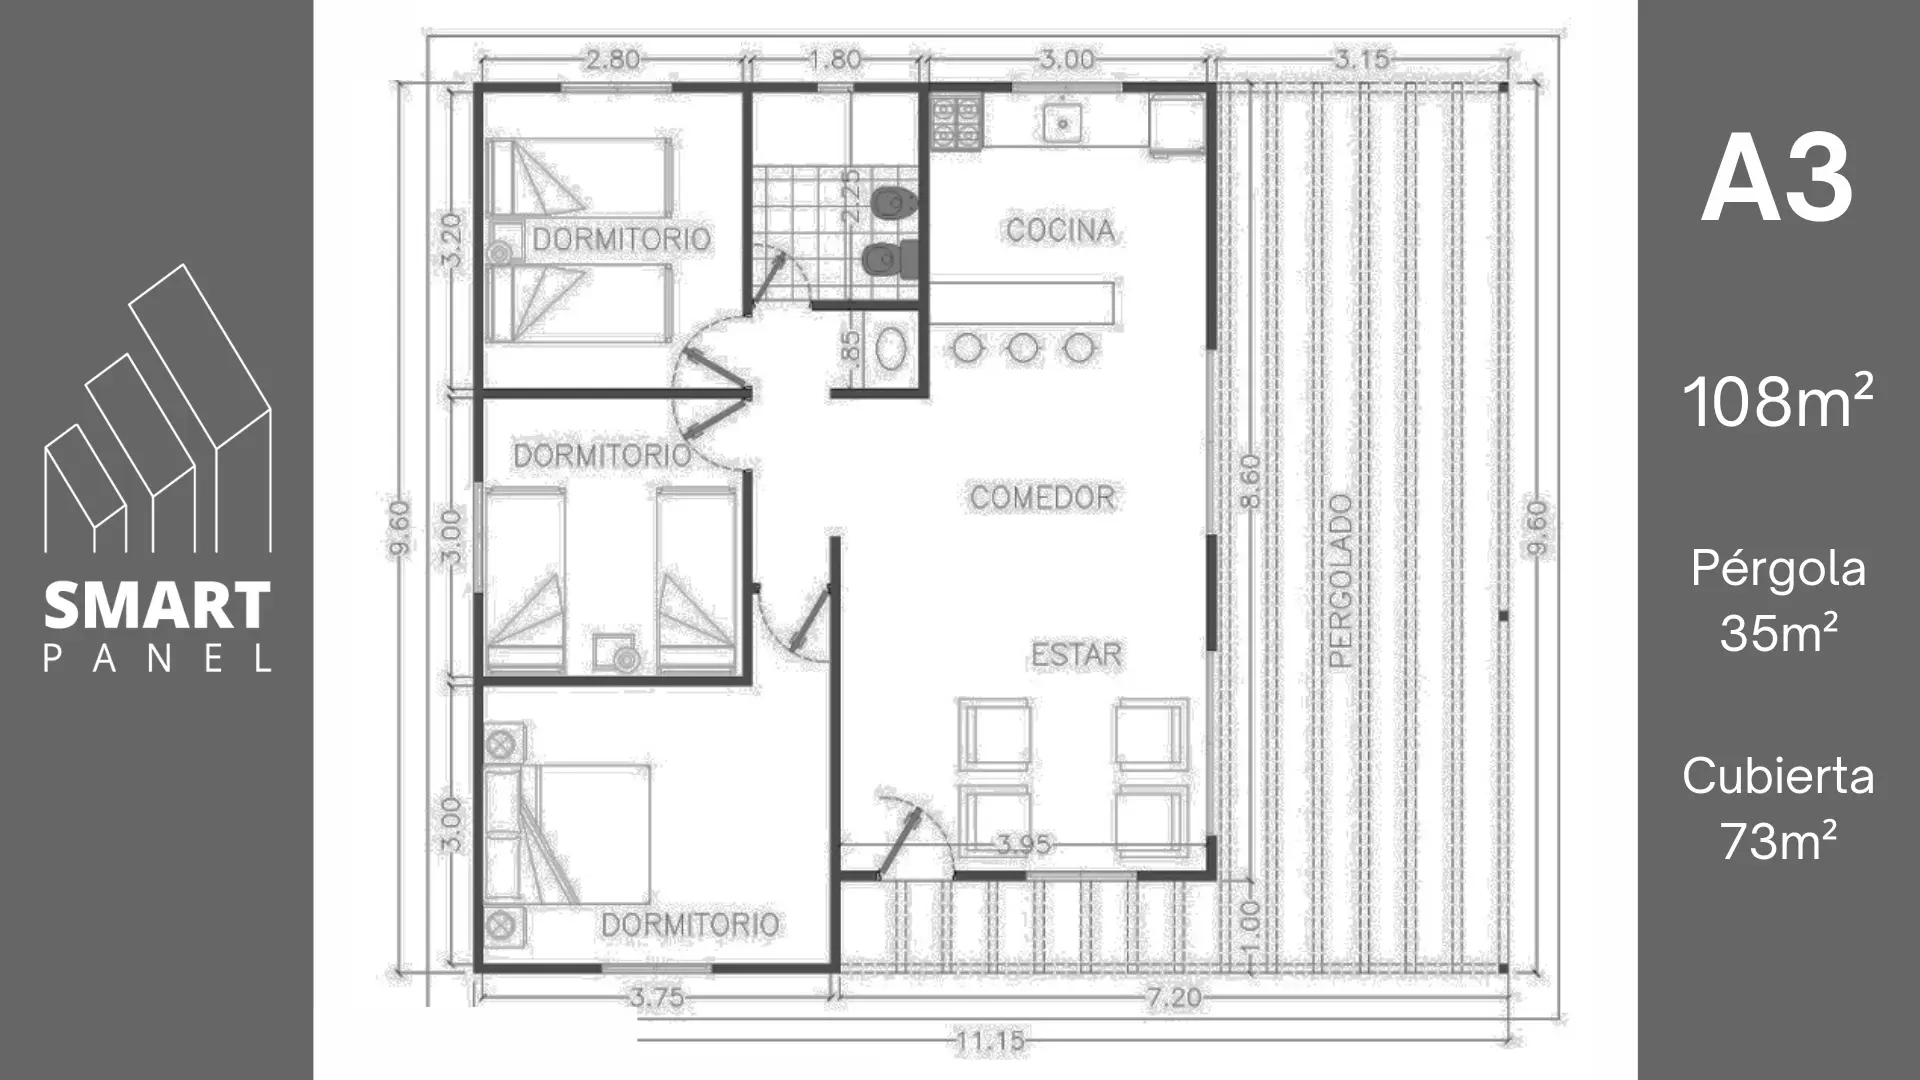 SMART
PANEL
2.80
1.80
3.00
3.15
3.20
DORMITORIO
2.25
COCINA
.85
DORMITORIO
3.00
9.60
COMEDOR
8.60
PERGOLADO
9.60
ESTAR
3.00
3.95
DORMITORIO
1.00
3.75
7.20
11.15
A3
108m²
Pérgola
35m²
Cubierta
73m²